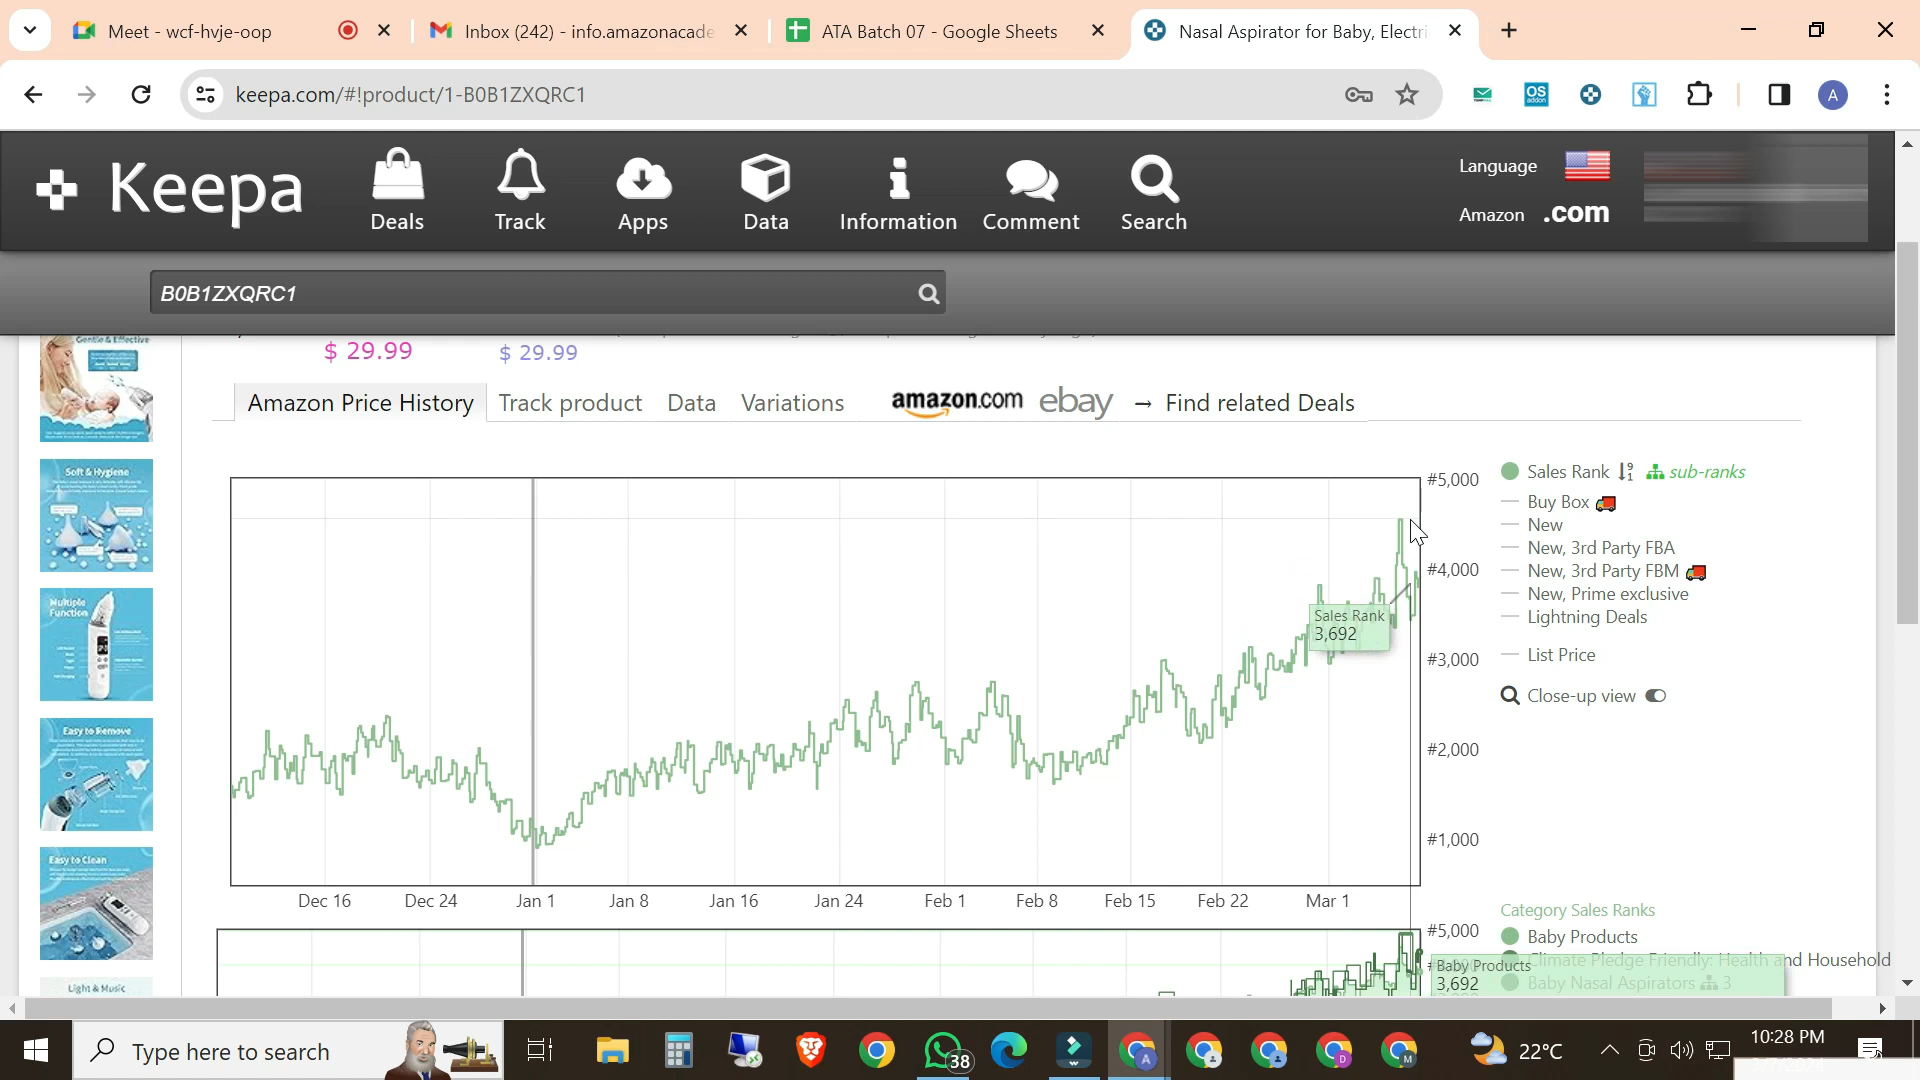 Meet - wcf-hvje-oop
Inbox (242) - info.amazonacade
ATA Batch 07 - Google Sheets
Nasal Aspirator for Baby, Electri
keepa.com/#!product/1-B0B1ZXQRC1
OS
addon
A
Keepa
Deals
Track
Apps
Data
Information
Comment
Search
Language
Amazon .com
B0B1ZXQRC1
$ 29.99
$ 29.99
Amazon Price History
Track product
Data
Variations
amazon.com
ebay
→ Find related Deals
Gentle & Effective
Soft & Hygiene
Multiple
Function
Easy to Remove
Easy to Clean
Light & Music
#5,000
#4,000
#3,000
#2,000
#1,000
Sales Rank
3,692
Dec 16
Dec 24
Jan 1
Jan 8
Jan 16
Jan 24
Feb 1
Feb 8
Feb 15
Feb 22
Mar 1
Sales Rank
sub-ranks
Buy Box
New
New, 3rd Party FBA
New, 3rd Party FBM
New, Prime exclusive
Lightning Deals
List Price
Close-up view
#5,000
Category Sales Ranks
Baby Products
Climate Pledge Friendly: Health and Household
Baby Nasal Aspirators 3
Baby Products
3,692
Type here to search
38
A
D
M
22°C
10:28 PM